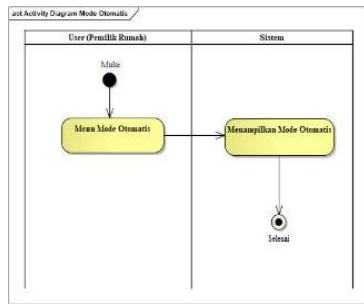 act Activity Diagram Mode Otomatis
User (Pemilik Rumah)
Sistem
Mulai
Menu Mode Otomatis
Menampilkan Mode Otomatis
Selesai